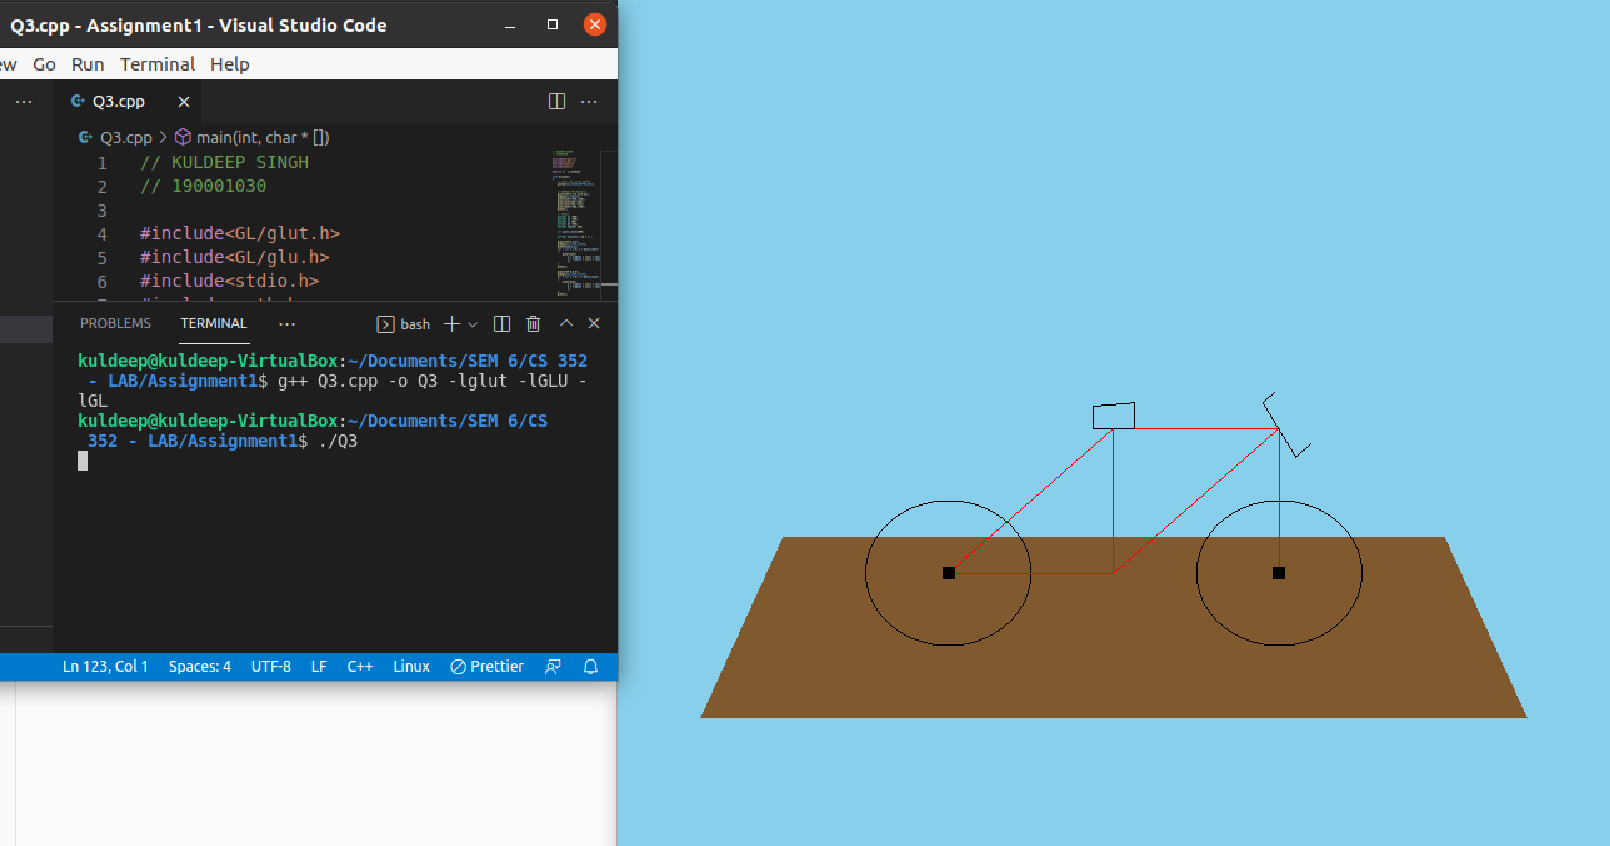 Q3.cpp - Assignment1 - Visual Studio Code
ew Go Run Terminal Help
Q3.cpp
Q3.cpp > main(int, char * [])
1 // KULDEEP SINGH
2 // 190001030
3
4 #include<GL/glut.h>
5 #include<GL/glu.h>
6 #include<stdio.h>
PROBLEMS TERMINAL ... bash
kuldeep@kuldeep-VirtualBox:~/Documents/SEM 6/CS 352
- LAB/Assignment1$ g++ Q3.cpp -o Q3 -lglut -lGLU -
lGL
kuldeep@kuldeep-VirtualBox:~/Documents/SEM 6/CS
352 - LAB/Assignment1$ ./Q3
Ln 123, Col 1 Spaces: 4 UTF-8 LF C++ Linux Prettier